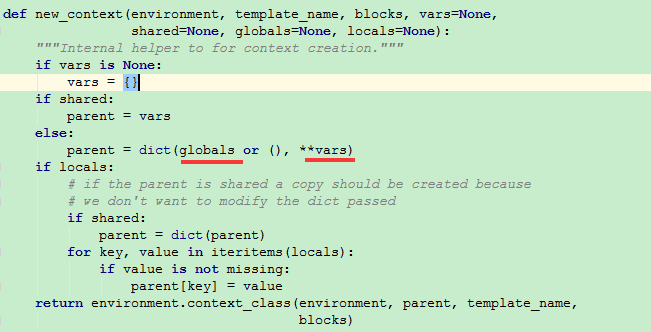 def new_context(environment, template_name, blocks, vars=None,
                shared=None, globals=None, locals=None):
    """Internal helper to for context creation."""
    if vars is None:
        vars = {}
    if shared:
        parent = vars
    else:
        parent = dict(globals or (), **vars)
    if locals:
        # if the parent is shared a copy should be created because
        # we don't want to modify the dict passed
        if shared:
            parent = dict(parent)
        for key, value in iteritems(locals):
            if value is not missing:
                parent[key] = value
    return environment.context_class(environment, parent, template_name,
                                     blocks)